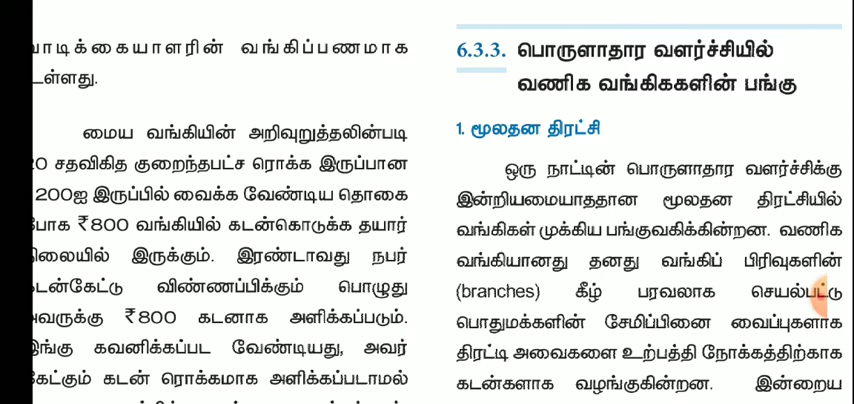 வாடிக்கையாளரின் வங்கிப்பணமாக
உள்ளது.
மைய வங்கியின் அறிவுறுத்தலின்படி
சதவிகித குறைந்தபட்ச ரொக்க இருப்பான
200ஐ இருப்பில் வைக்க வேண்டிய தொகை
போக ₹800 வங்கியில் கடன்கொடுக்க தயார்
நிலையில் இருக்கும். இரண்டாவது நபர்
கடன்கேட்டு விண்ணப்பிக்கும் பொழுது
அவருக்கு ₹800 கடனாக அளிக்கப்படும்.
இங்கு கவனிக்கப்பட வேண்டியது, அவர்
கேட்கும் கடன் ரொக்கமாக அளிக்கப்படாமல்
6.3.3. பொருளாதார வளர்ச்சியில்
வணிக வங்கிககளின் பங்கு
1. மூலதன திரட்சி
ஒரு நாட்டின் பொருளாதார வளர்ச்சிக்கு
இன்றியமையாததான மூலதன திரட்சியில்
வங்கிகள் முக்கிய பங்குவகிக்கின்றன. வணிக
வங்கியானது தனது வங்கிப் பிரிவுகளின்
(branches) கீழ் பரவலாக செயல்பட்டு
பொதுமக்களின் சேமிப்பினை வைப்புகளாக
திரட்டி அவைகளை உற்பத்தி நோக்கத்திற்காக
கடன்களாக வழங்குகின்றன. இன்றைய